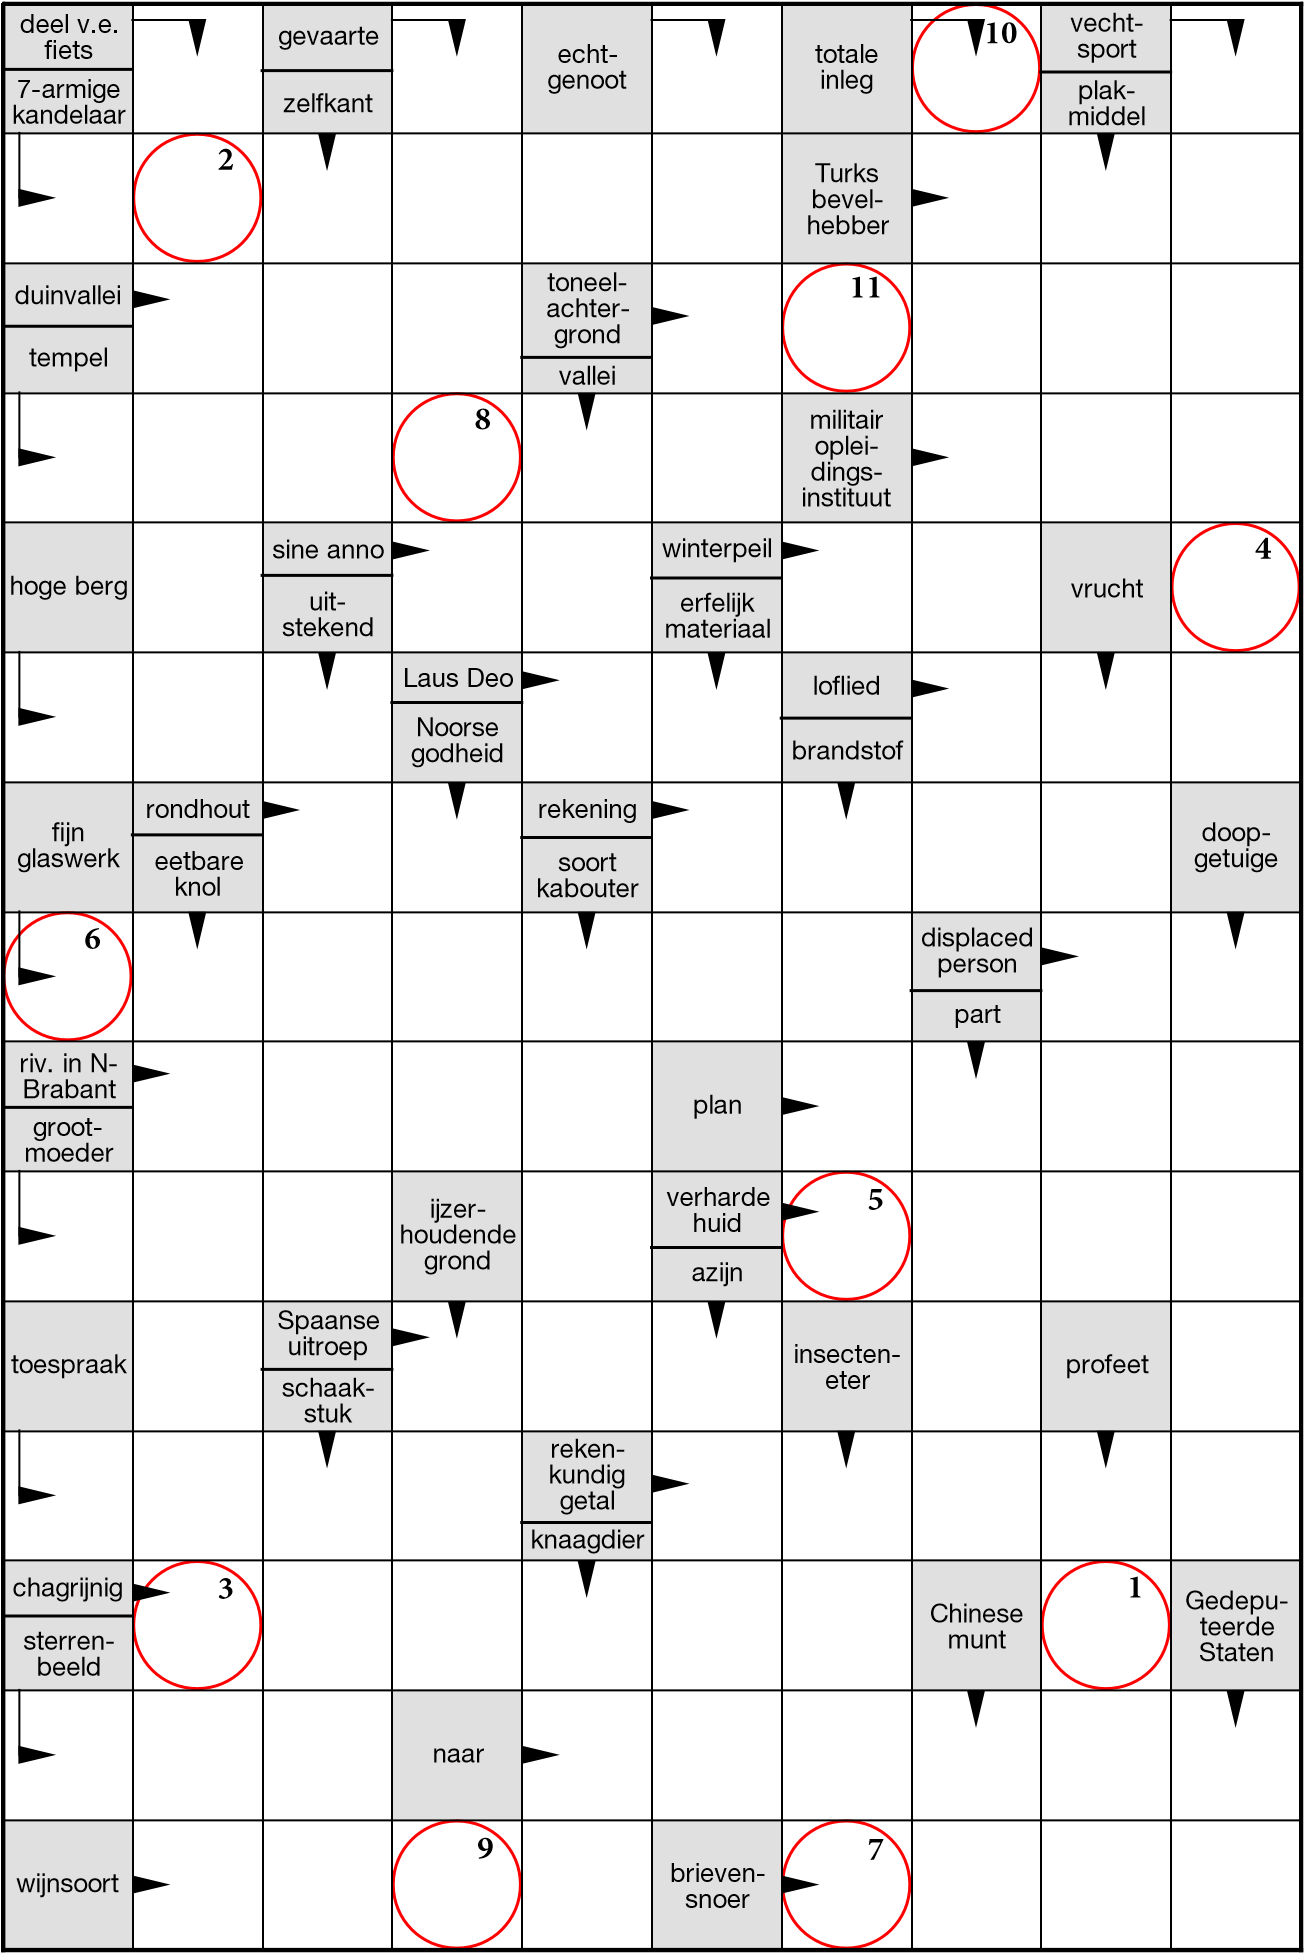 deel v.e.
fiets
7-armige
kandelaar
gevaarte
zelfkant
echt-
genoot
totale
inleg
10
vecht-
sport
plak-
middel
2
Turks
bevel-
hebber
duinvallei
tempel
toneel-
achter-
grond
vallei
11
8
militair
oplei-
dings-
instituut
hoge berg
sine anno
uit-
stekend
winterpeil
erfelijk
materiaal
vrucht
4
Laus Deo
Noorse
godheid
loflied
brandstof
fijn
glaswerk
rondhout
eetbare
knol
rekening
soort
kabouter
doop-
getuige
6
displaced
person
part
riv. in N-
Brabant
groot-
moeder
plan
ijzer-
houdende
grond
verharde
huid
azijn
5
toespraak
Spaanse
uitroep
schaak-
stuk
insecten-
eter
profeet
reken-
kundig
getal
knaagdier
chagrijnig
sterren-
beeld
3
Chinese
munt
1
Gedepu-
teerde
Staten
naar
wijnsoort
9
brieven-
snoer
7